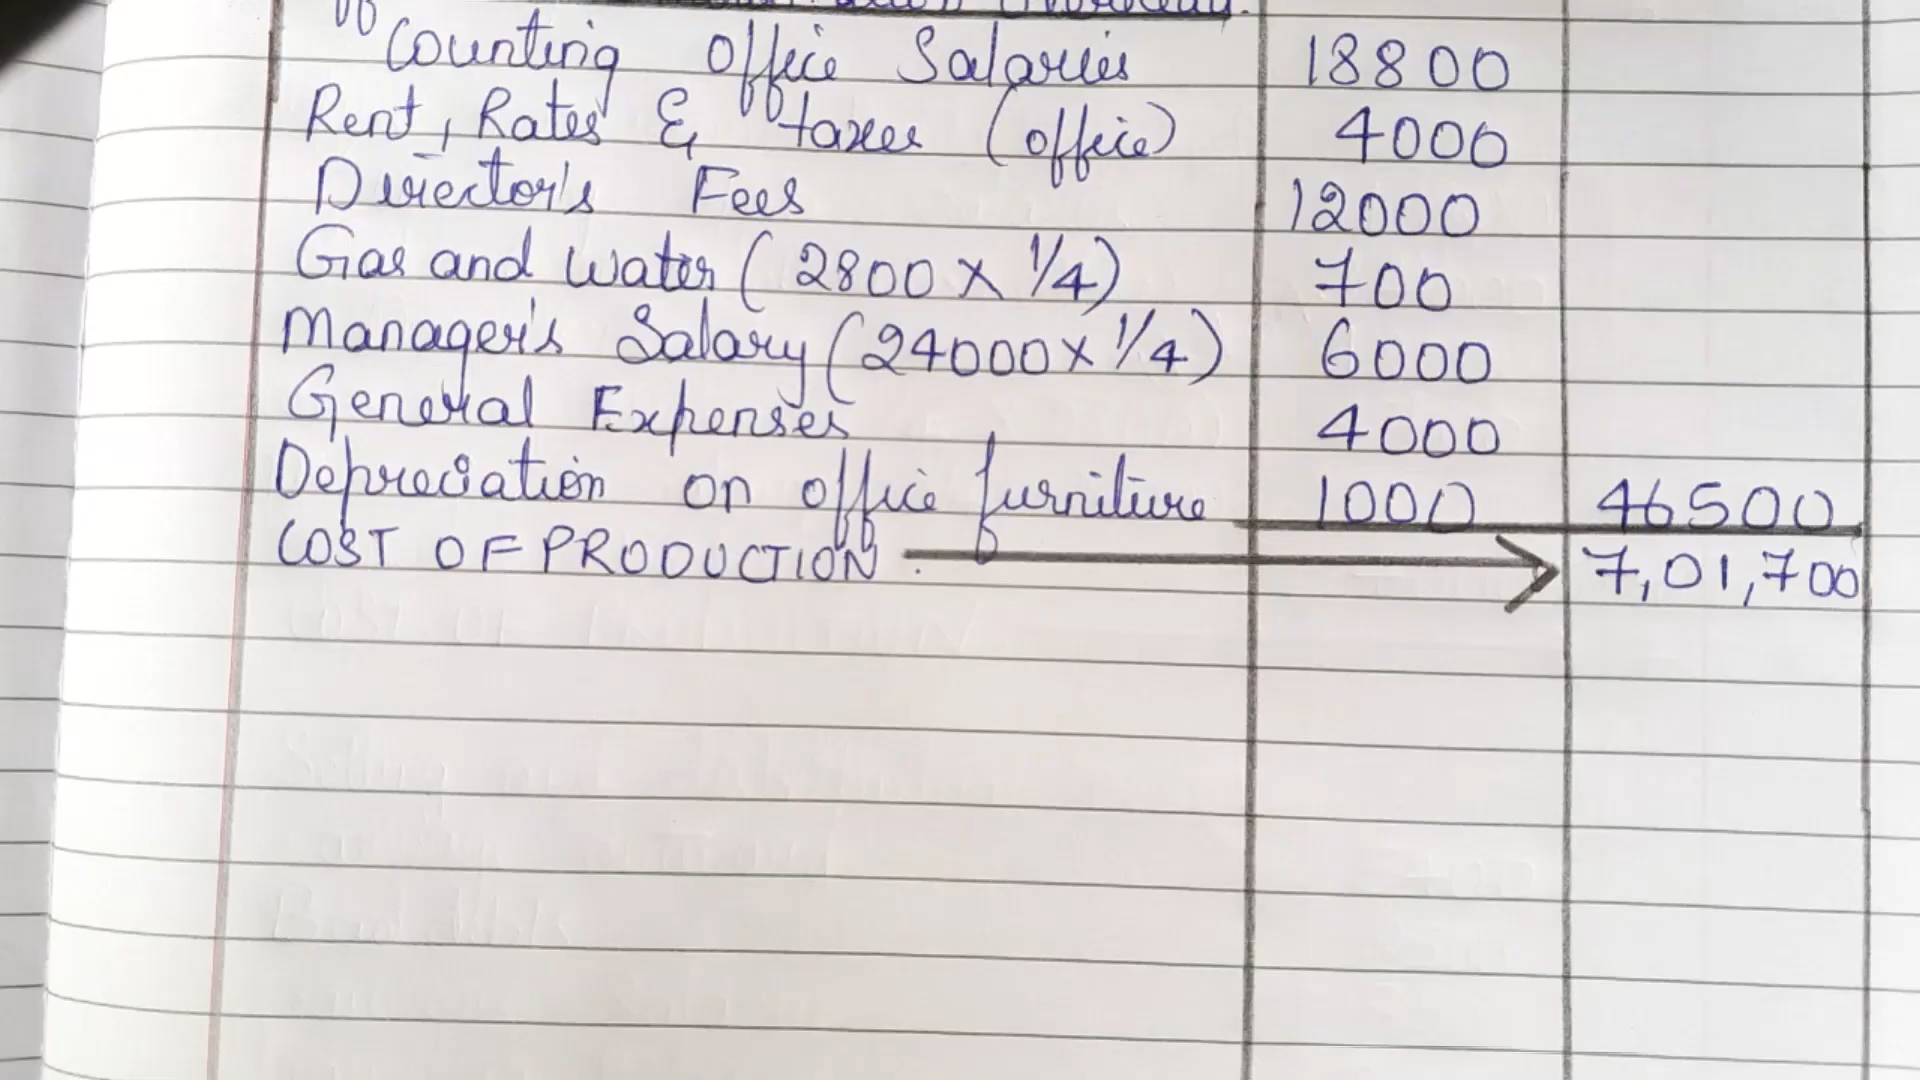 Counting office Salaries 18800
Rent, Rates & taxes (office) 4000
Director's Fees 12000
Gas and Water (2800 x 1/4) 700
Manager's Salary (24000 x 1/4) 6000
General Expenses 4000
Depreciation on office furniture 1000 46500
COST OF PRODUCTION 7,01,700